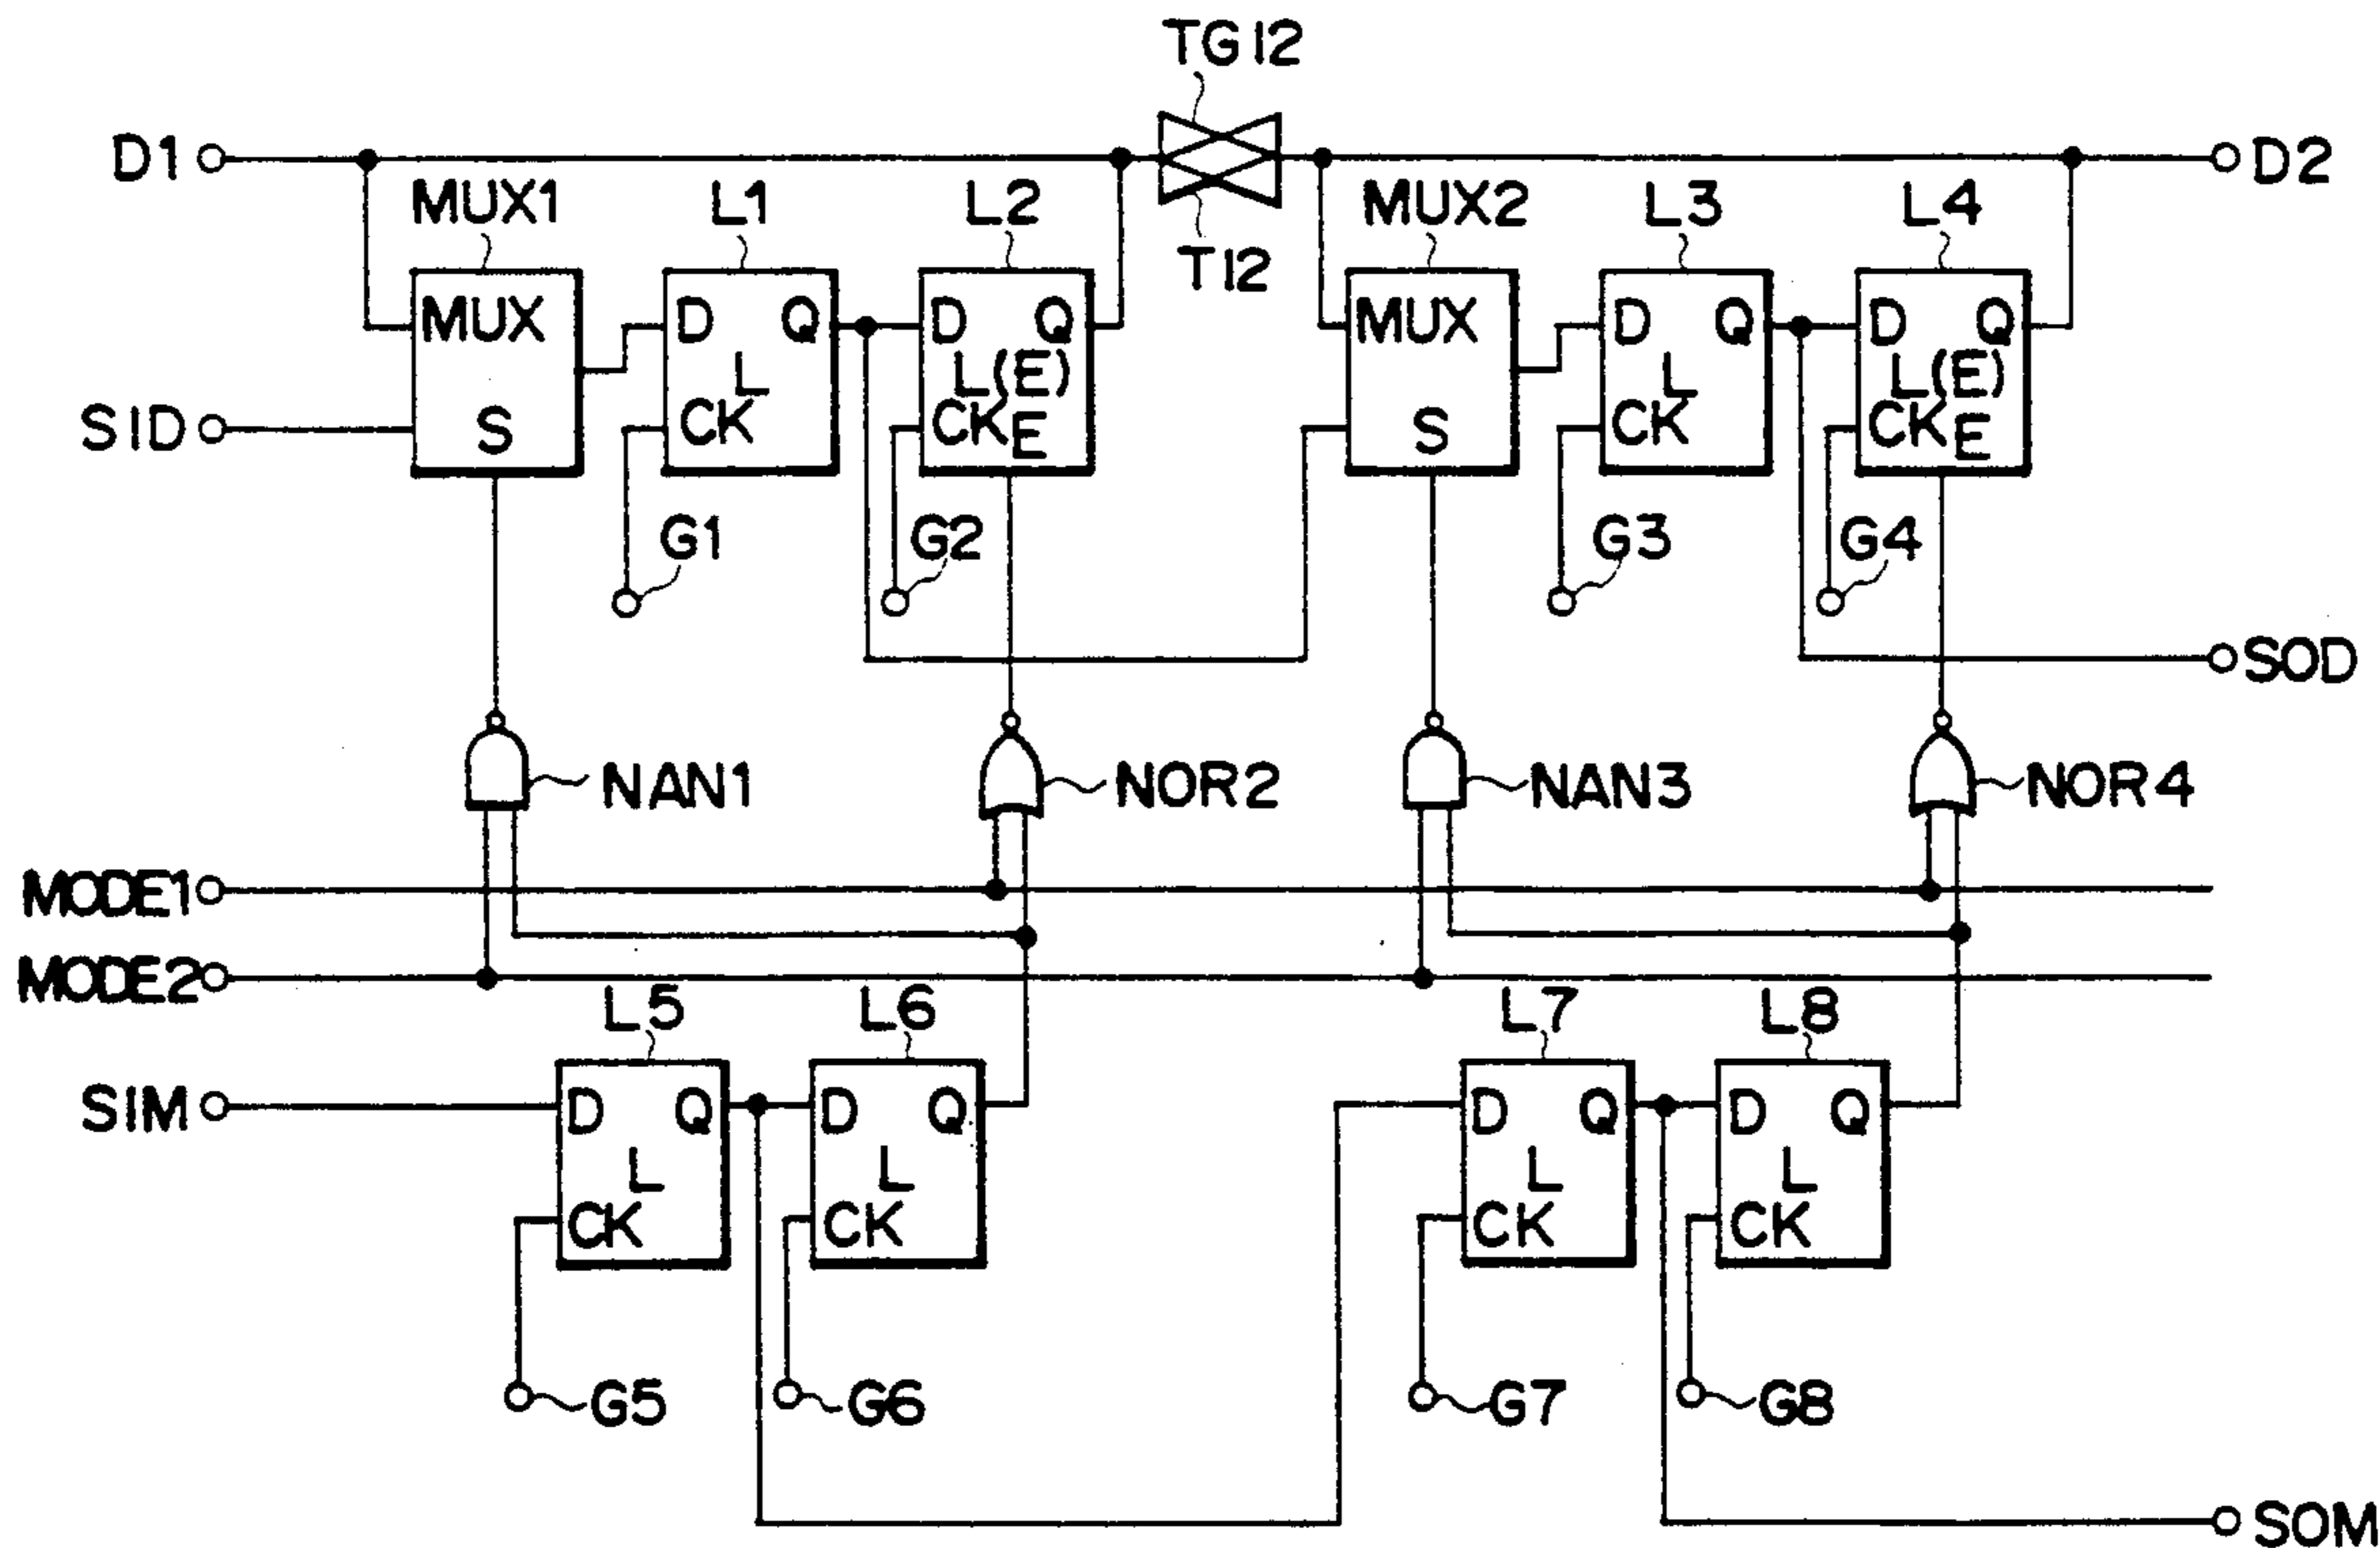 TG12
D1
D2
MUX1
L1
L2
T12
MUX2
L3
L4
MUX
S
D Q
L
CK
D Q
L(E)
CK E
MUX
S
D Q
L
CK
D Q
L(E)
CK E
SID
G1
G2
G3
G4
SOD
NAN1
NOR2
NAN3
NOR4
MODE1
MODE2
L5
L6
L7
L8
SIM
D Q
L
CK
D Q
L
CK
D Q
L
CK
D Q
L
CK
G5
G6
G7
G8
SOM